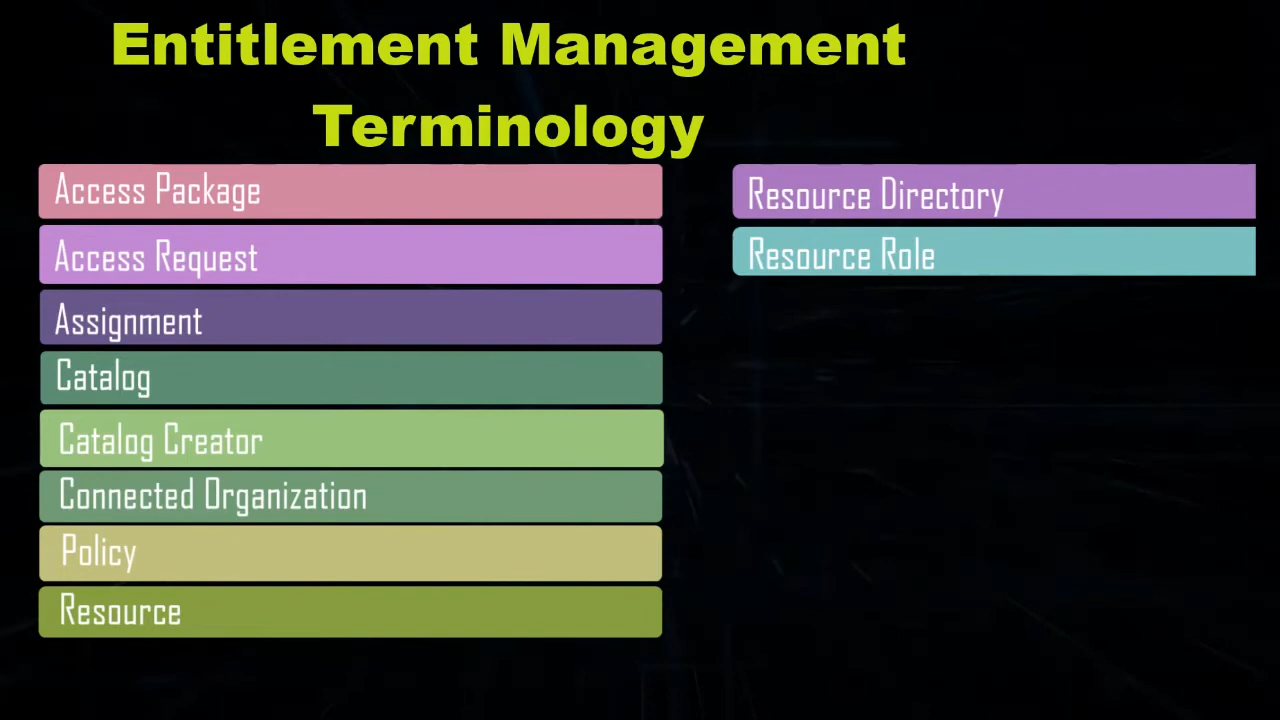 Entitlement Management
Terminology
Access Package
Access Request
Assignment
Catalog
Catalog Creator
Connected Organization
Policy
Resource
Resource Directory
Resource Role